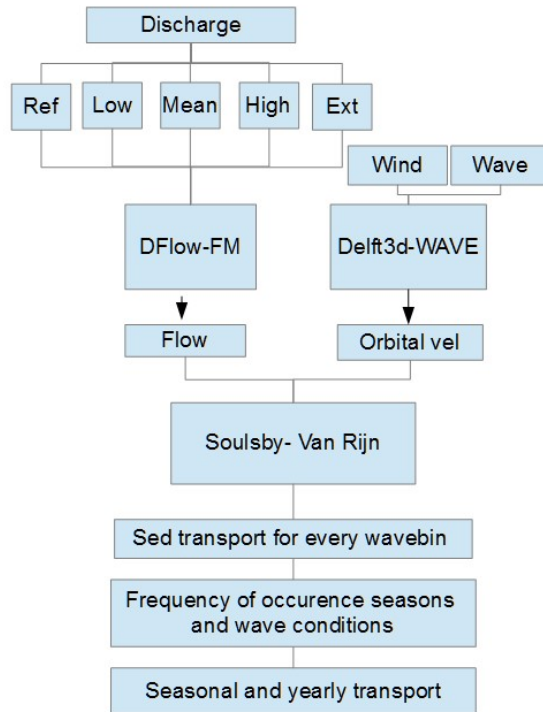 Discharge
Ref
Low
Mean
High
Ext
Wind
Wave
DFlow-FM
Delft3d-WAVE
Flow
Orbital vel
Soulsby- Van Rijn
Sed transport for every wavebin
Frequency of occurence seasons
and wave conditions
Seasonal and yearly transport